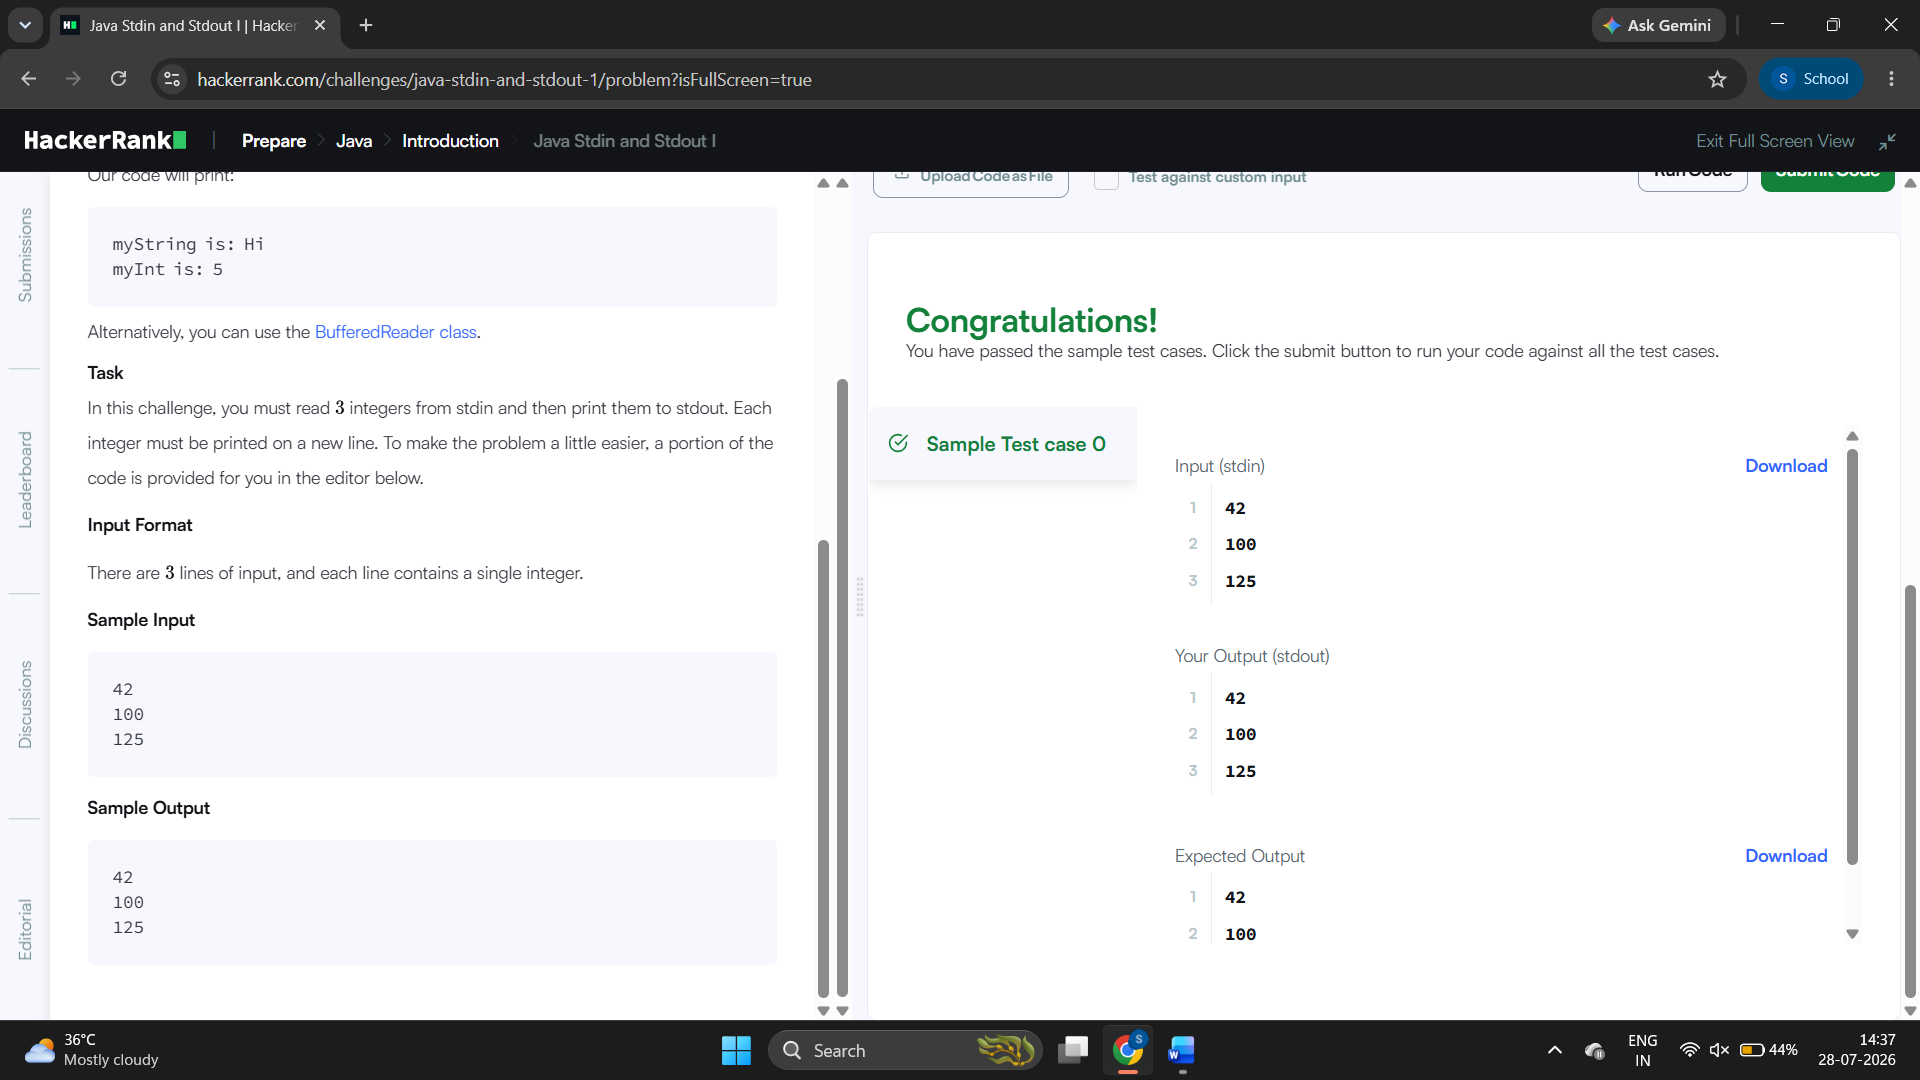 Java Stdin and Stdout I | Hacker
Ask Gemini
hackerrank.com/challenges/java-stdin-and-stdout-1/problem?isFullScreen=true
S School
HackerRank
Prepare
Java
Introduction
Java Stdin and Stdout I
Exit Full Screen View
Submissions
Leaderboard
Discussions
Editorial
Our code will print:
myString is: Hi
myInt is: 5
Alternatively, you can use the BufferedReader class.
Task
In this challenge, you must read 3 integers from stdin and then print them to stdout. Each
integer must be printed on a new line. To make the problem a little easier, a portion of the
code is provided for you in the editor below.
Input Format
There are 3 lines of input, and each line contains a single integer.
Sample Input
42
100
125
Sample Output
42
100
125
Upload Code as File
Test against custom input
Run Code
Submit Code
Congratulations!
You have passed the sample test cases. Click the submit button to run your code against all the test cases.
Sample Test case 0
Input (stdin)
Download
1 42
2 100
3 125
Your Output (stdout)
1 42
2 100
3 125
Expected Output
Download
1 42
2 100
36°C
Mostly cloudy
Search
S
W
ENG
IN
44%
14:37
28-07-2026